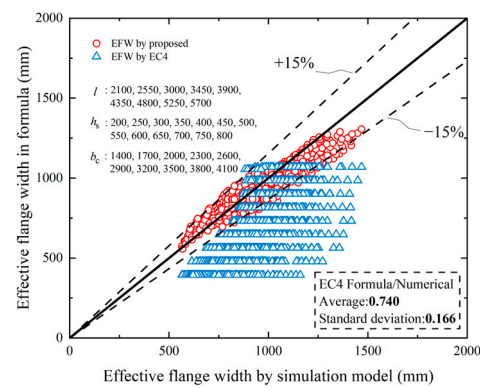 2000
1500
1000
500
0
Effective flange width in formula (mm)
EFW by proposed
EFW by EC4
l : 2100, 2550, 3000, 3450, 3900,
4350, 4800, 5250, 5700
hs : 200, 250, 300, 350, 400, 450, 500,
550, 600, 650, 700, 750, 800
bc : 1400, 1700, 2000, 2300, 2600,
2900, 3200, 3500, 3800, 4100
+15%
−15%
EC4 Formula/Numerical
Average:0.740
Standard deviation:0.166
0 500 1000 1500 2000
Effective flange width by simulation model (mm)